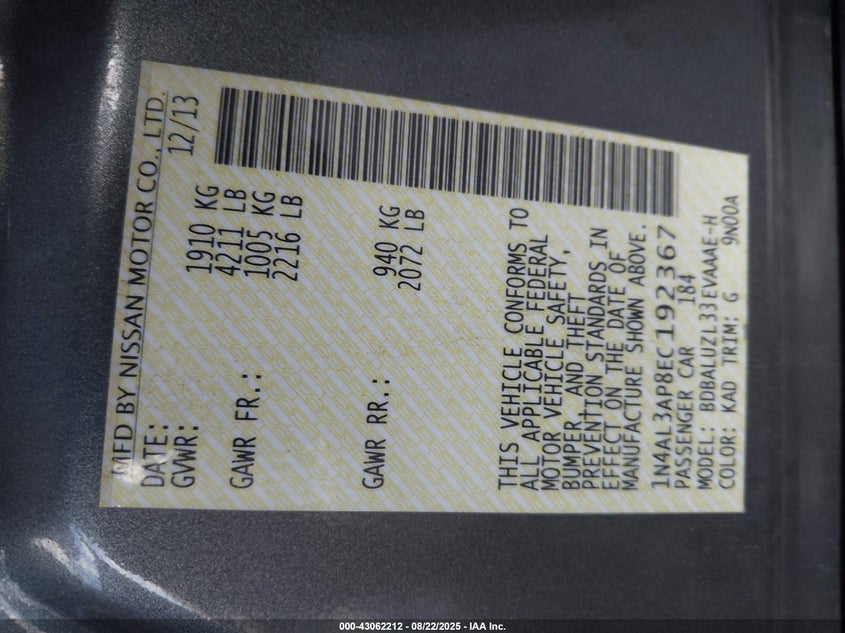 MFD BY NISSAN MOTOR CO., LTD.
DATE: 12/13
GVWR: 1910 KG
4211 LB
GAWR FR.: 1005 KG
2216 LB
GAWR RR.: 940 KG
2072 LB
THIS VEHICLE CONFORMS TO
ALL APPLICABLE FEDERAL
MOTOR VEHICLE SAFETY,
BUMPER, AND THEFT
PREVENTION STANDARDS IN
EFFECT ON THE DATE OF
MANUFACTURE SHOWN ABOVE.
1N4AL3AP8EC192367
PASSENGER CAR 184
MODEL: BDBALUZL33EVAAAE-H
COLOR: KAD TRIM: G 9N00A
000-43062212 - 08/22/2025 - IAA Inc.